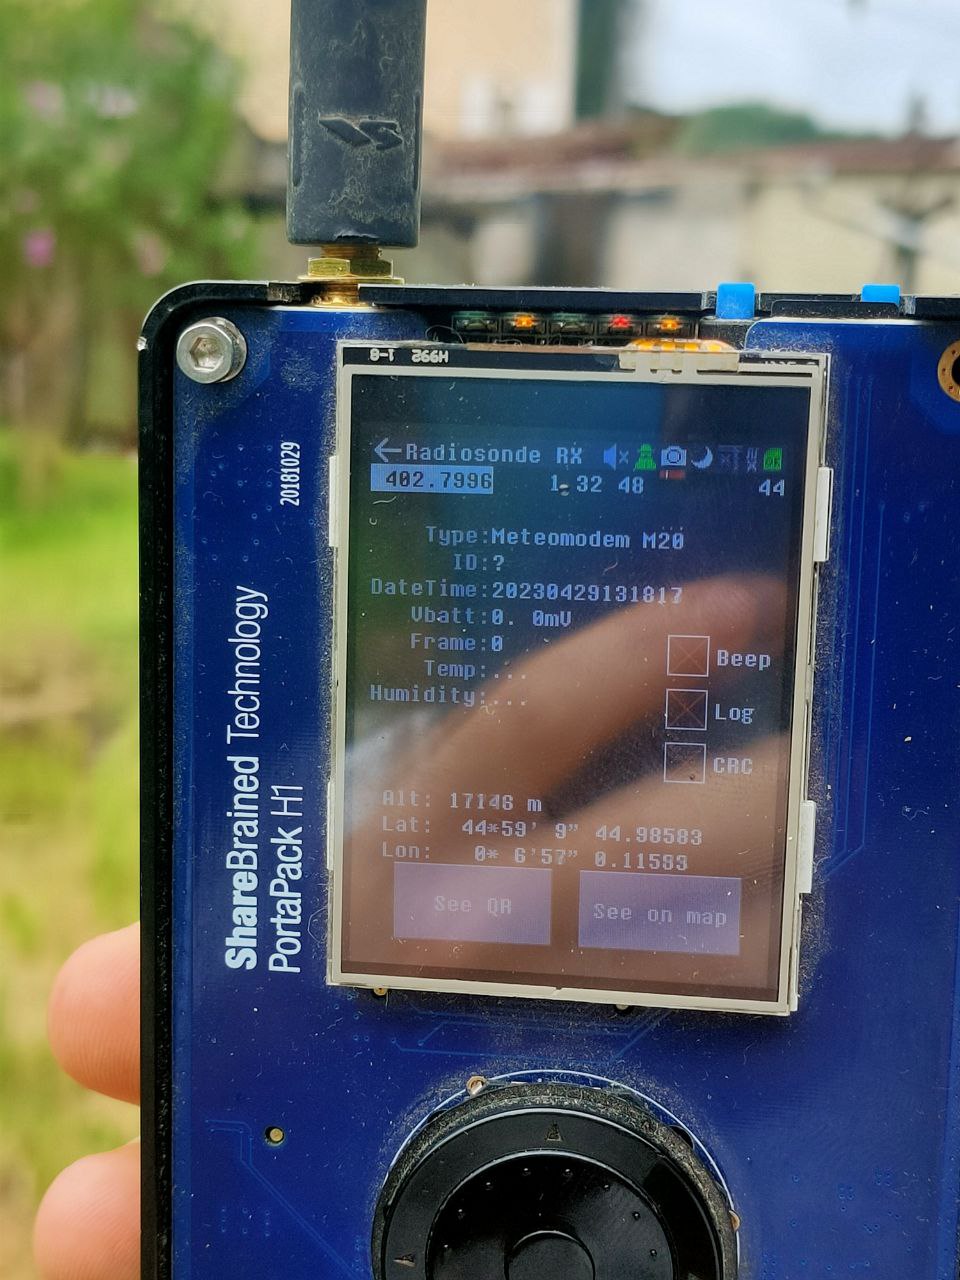 H992 1-8
20181029
ShareBrained Technology
PortaPack H1
Radiosonde RX
402.7996 1 32 48 44
Type:Meteomodem M20
ID:?
DateTime:20230429131817
Vbatt:0. 0mV
Frame:0
Temp:...
Humidity:...
Beep
Log
CRC
Alt: 17146 m
Lat: 44*59' 9" 44.98583
Lon: 0* 6'57" 0.11583
See QR See on map